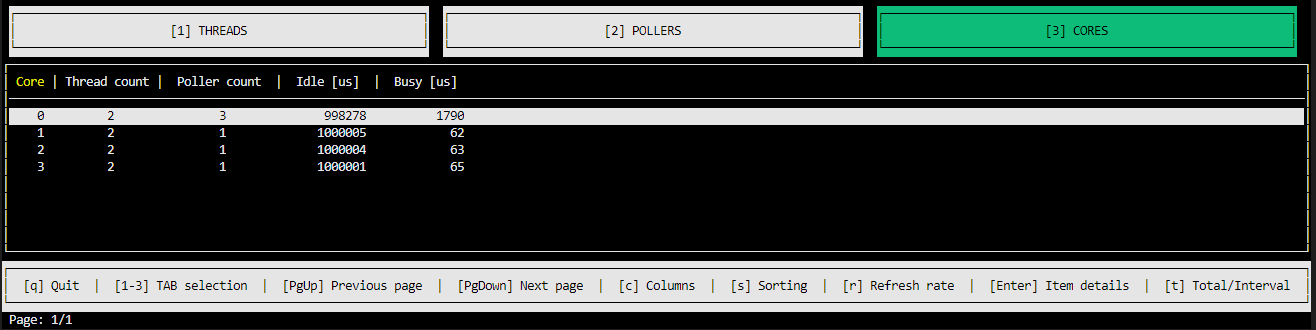 [1] THREADS [2] POLLERS [3] CORES
Core | Thread count | Poller count | Idle [us] | Busy [us]
0 2 3 998278 1790
1 2 1 1000005 62
2 2 1 1000004 63
3 2 1 1000001 65
[q] Quit | [1-3] TAB selection | [PgUp] Previous page | [PgDown] Next page | [c] Columns | [s] Sorting | [r] Refresh rate | [Enter] Item details | [t] Total/Interval
Page: 1/1